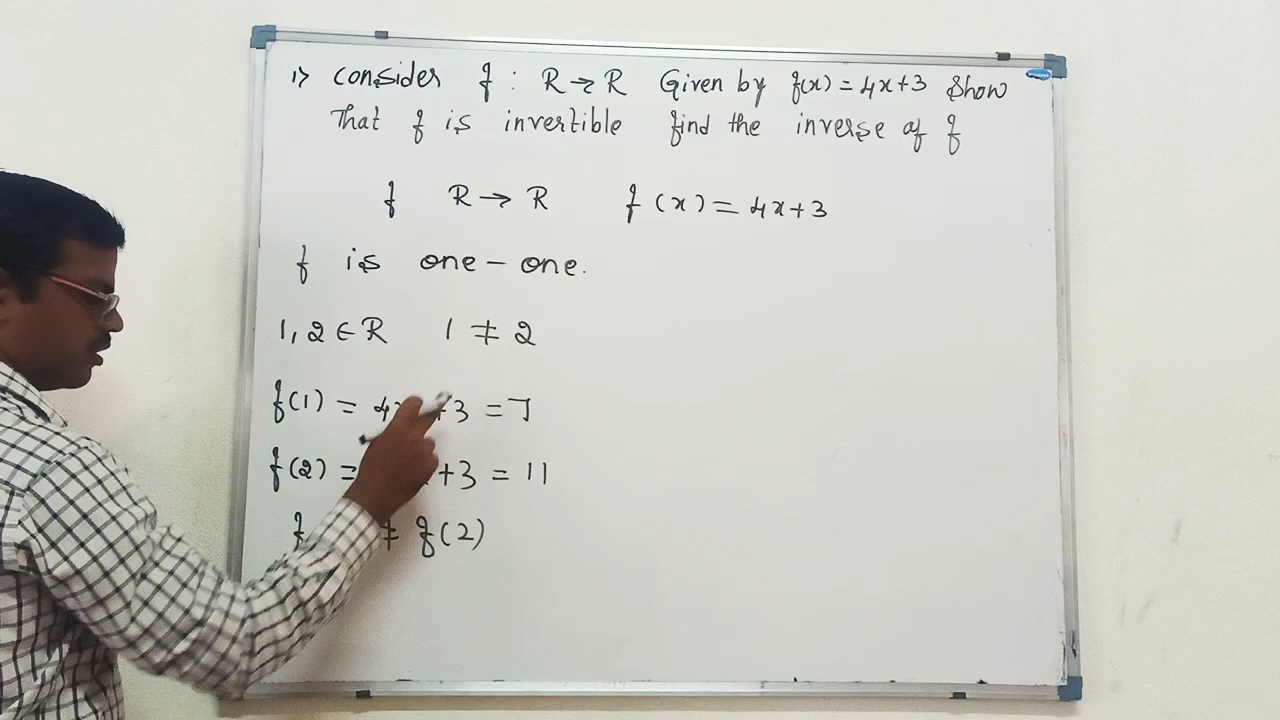 1) Consider f : R → R Given by f(x) = 4x+3 Show
That f is invertible find the inverse of f
f R → R f (x) = 4x+3
f is one – one.
1, 2 ∈ R 1 ≠ 2
f(1) = 4 +3 = 7
f(2) = +3 = 11
f ≠ f(2)